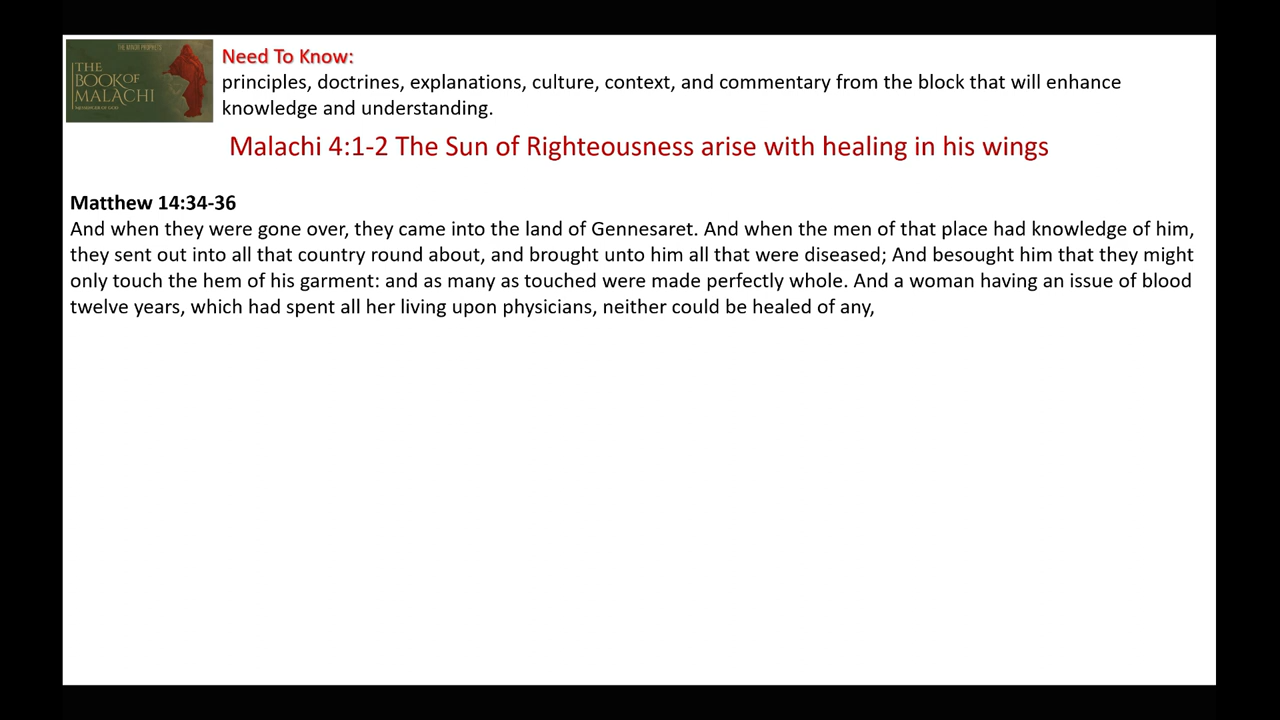 THE MINOR PROPHETS
THE
BOOK OF
MALACHI
MESSENGER OF GOD
Need To Know:
principles, doctrines, explanations, culture, context, and commentary from the block that will enhance
knowledge and understanding.
Malachi 4:1-2 The Sun of Righteousness arise with healing in his wings
Matthew 14:34-36
And when they were gone over, they came into the land of Gennesaret. And when the men of that place had knowledge of him,
they sent out into all that country round about, and brought unto him all that were diseased; And besought him that they might
only touch the hem of his garment: and as many as touched were made perfectly whole. And a woman having an issue of blood
twelve years, which had spent all her living upon physicians, neither could be healed of any,